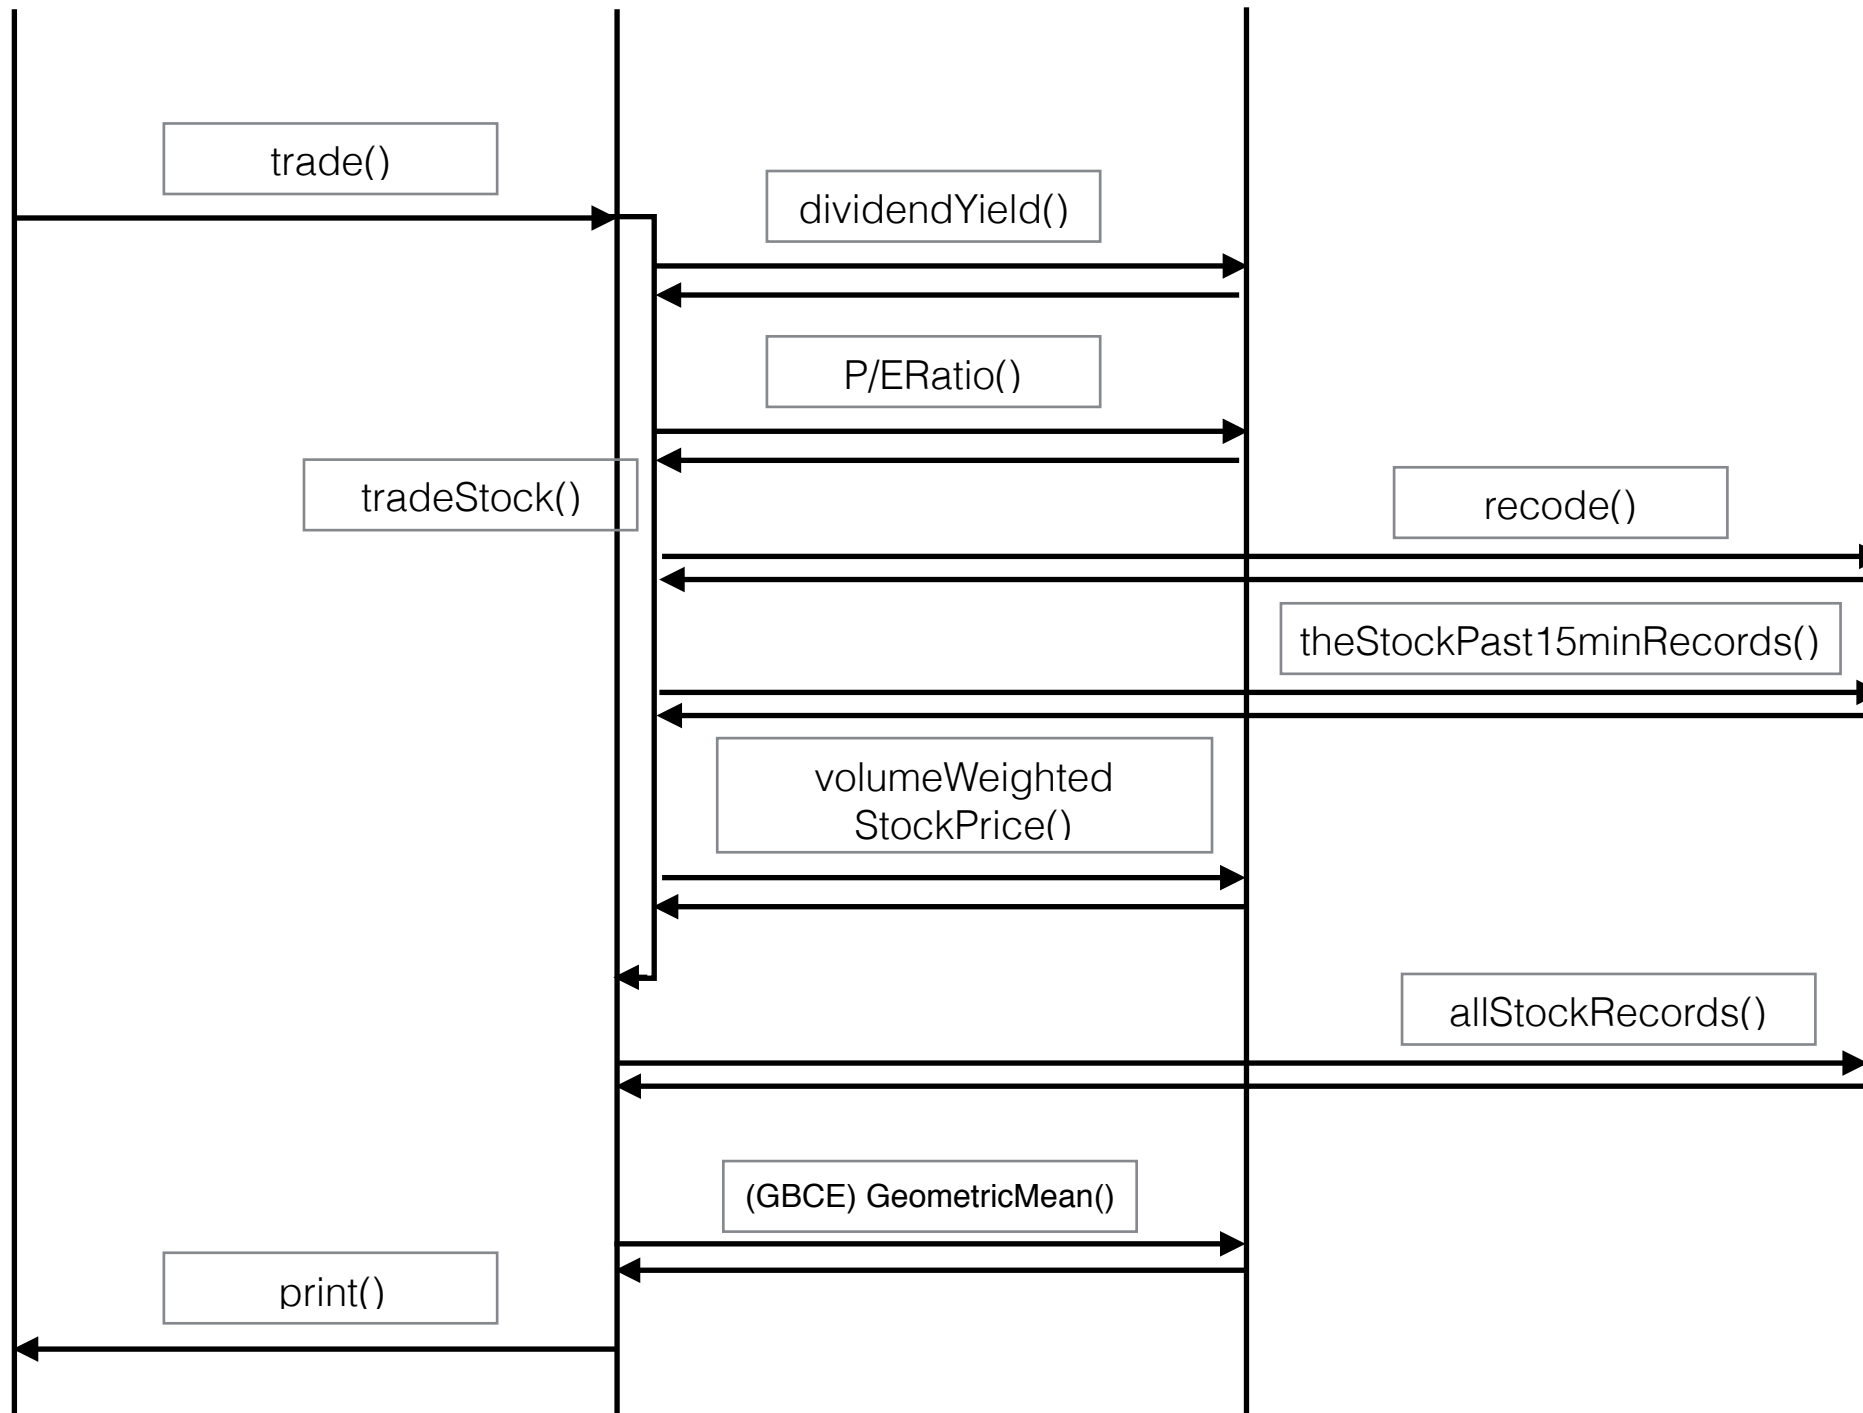 trade()
dividendYield()
P/ERatio()
tradeStock()
recode()
theStockPast15minRecords()
volumeWeighted
StockPrice()
allStockRecords()
(GBCE) GeometricMean()
print()